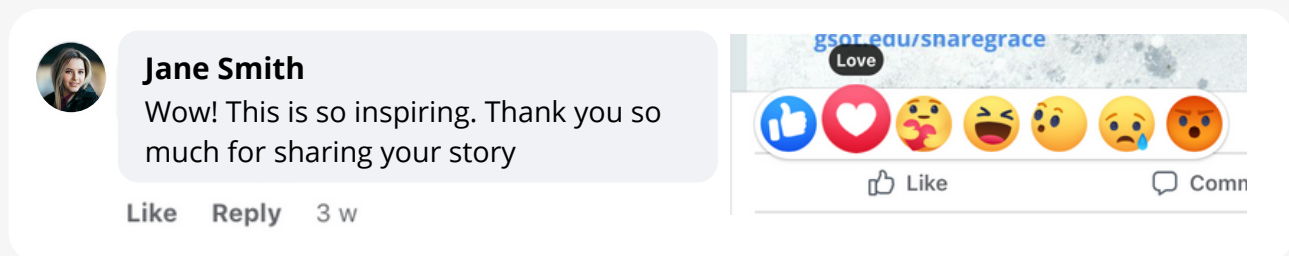 Jane Smith
Wow! This is so inspiring. Thank you so
much for sharing your story
Like Reply 3 w
gsot.edu/sharegrace
Love
Like
Comm